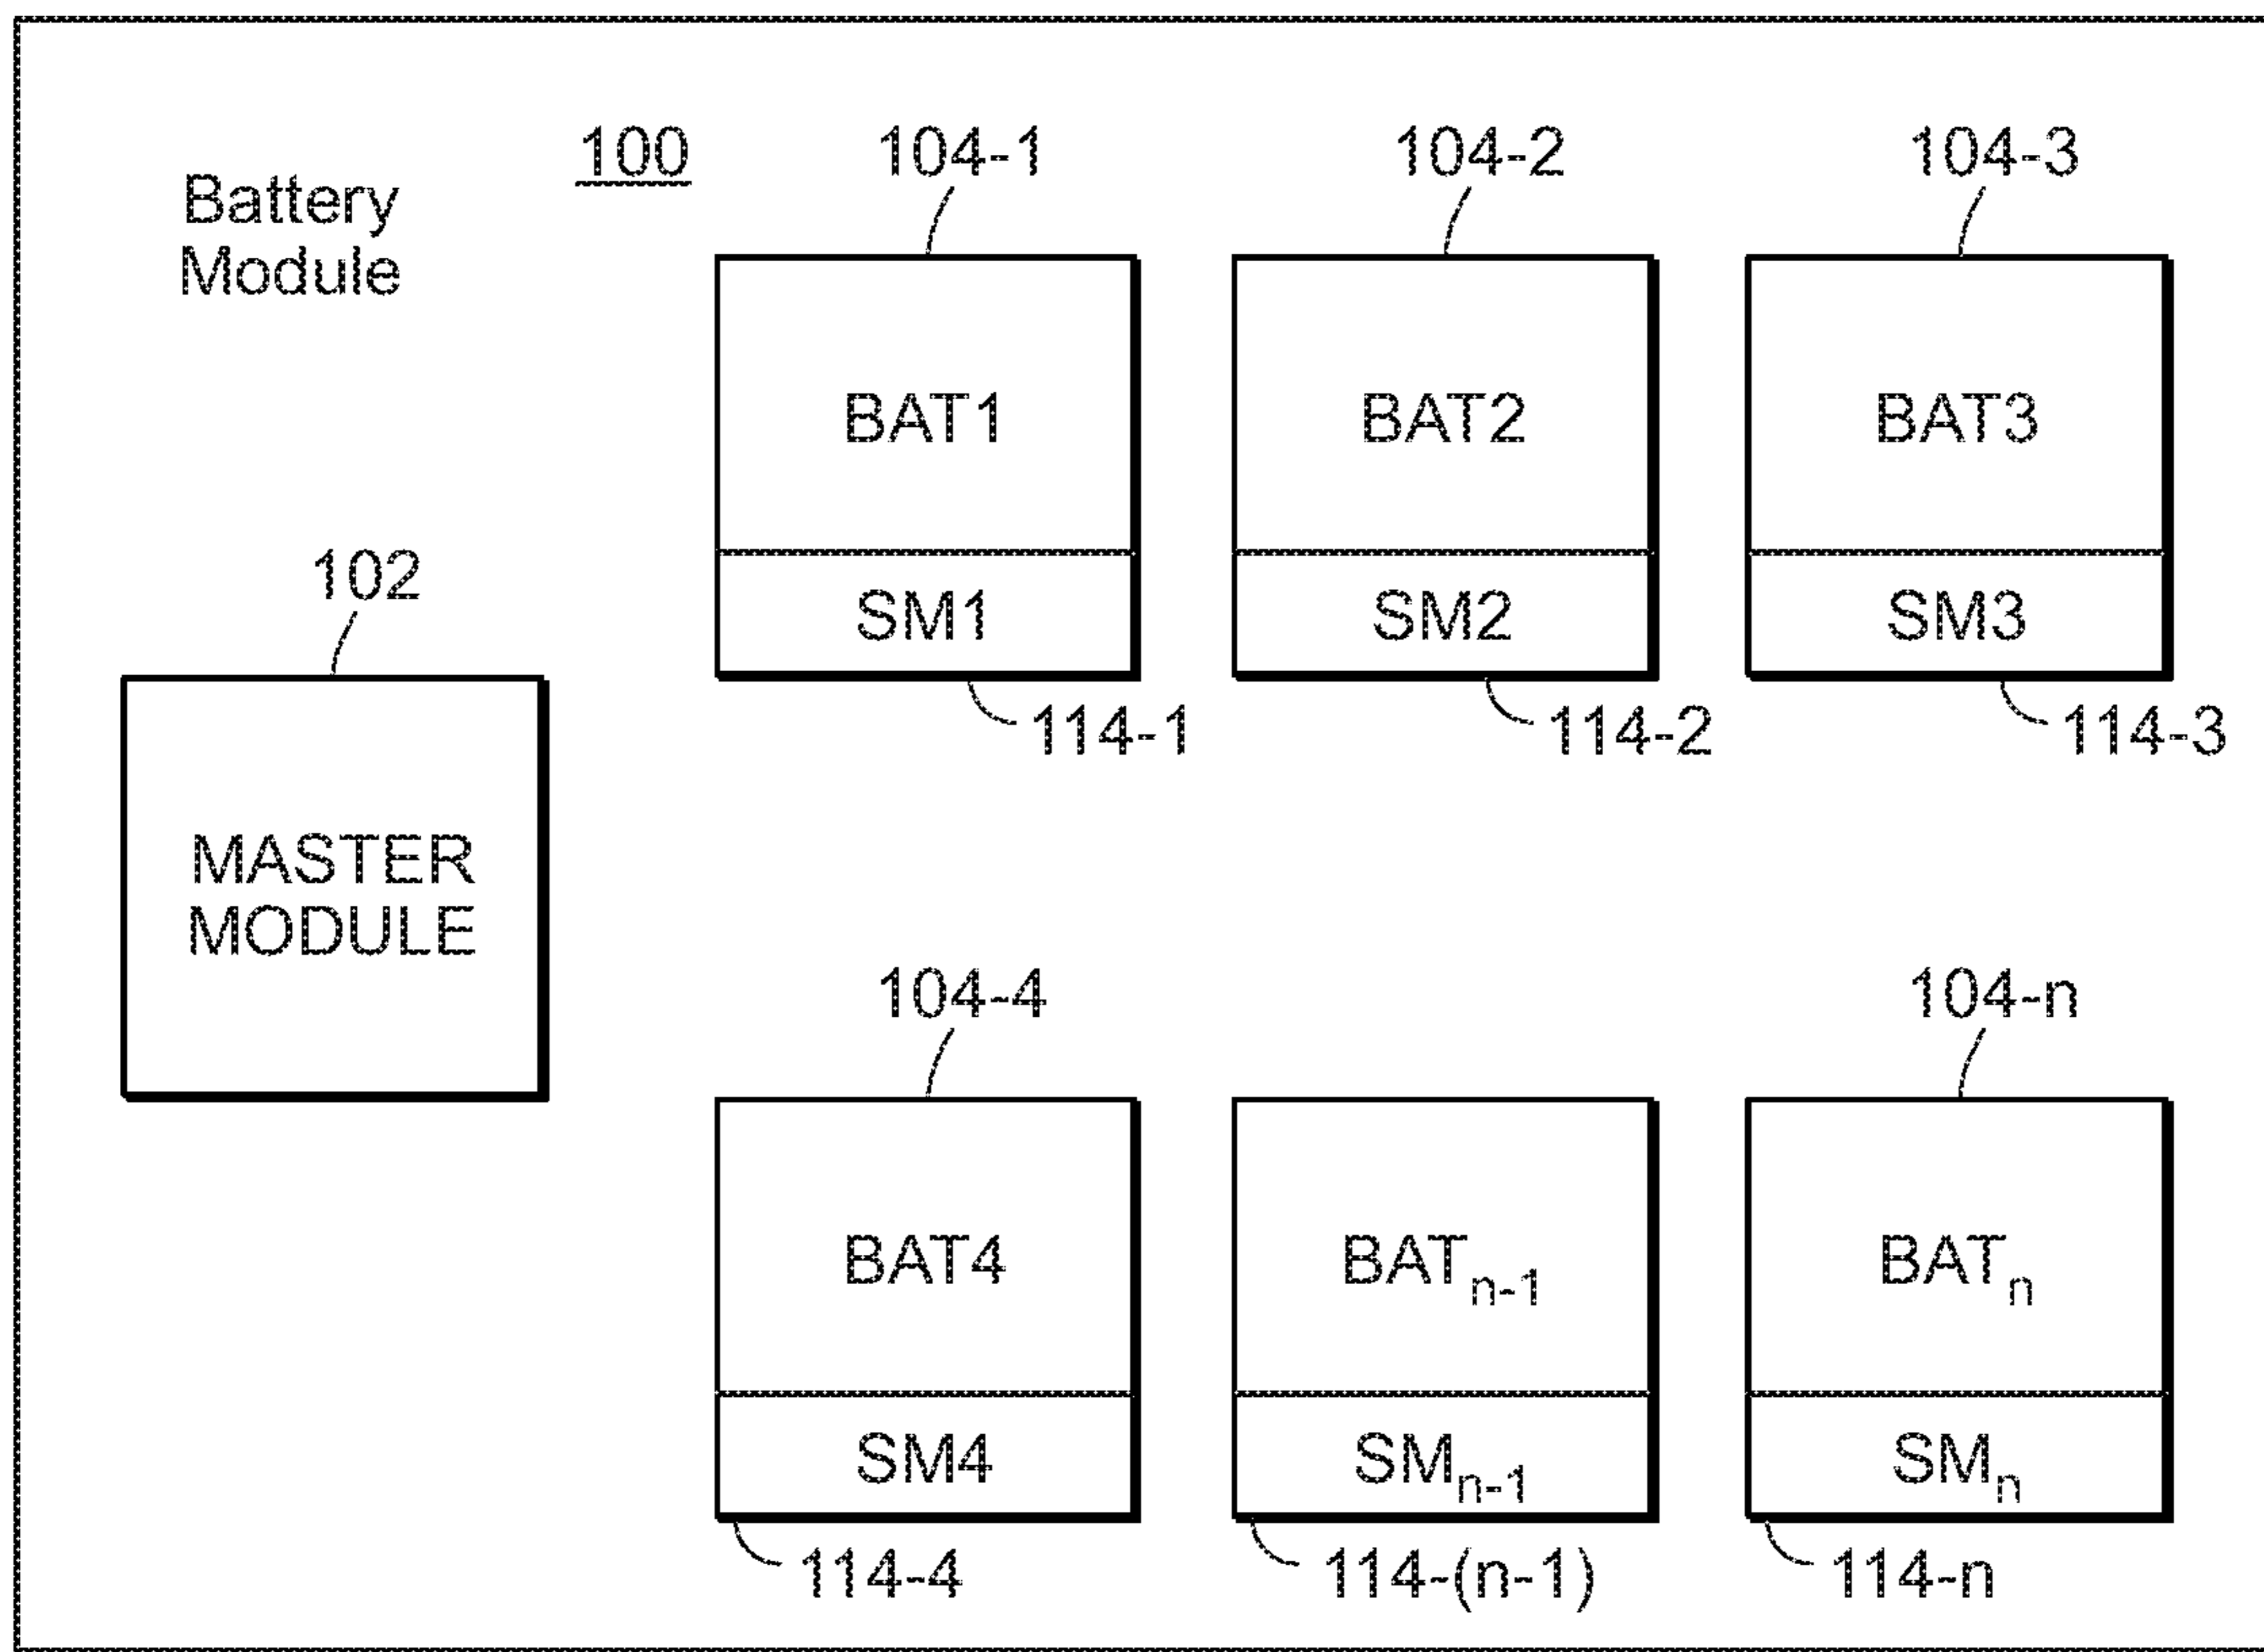 Battery
Module
100
104-1
104-2
104-3
BAT1
BAT2
BAT3
SM1
SM2
SM3
114-1
114-2
114-3
102
MASTER
MODULE
104-4
104-n
BAT4
BATn-1
BATn
SM4
SMn-1
SMn
114-4
114-(n-1)
114-n